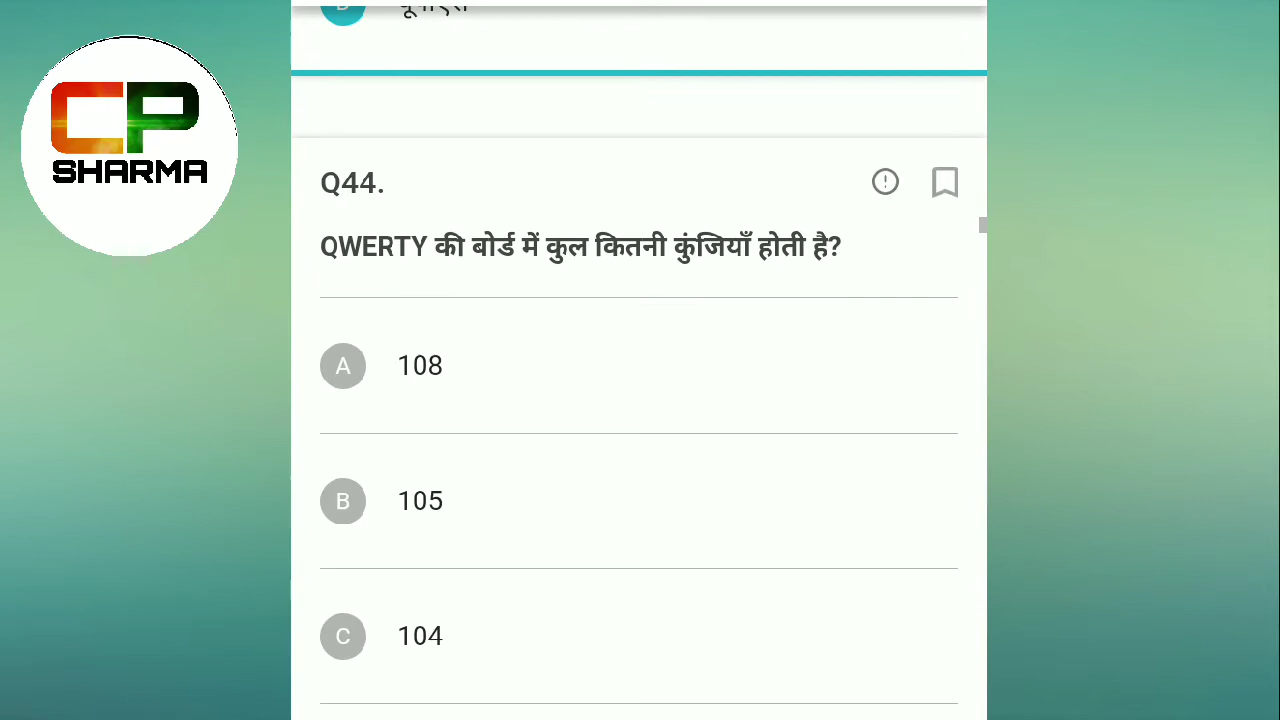 CP
SHARMA
Q44.
QWERTY की बोर्ड में कुल कितनी कुंजियाँ होती है?
A 108
B 105
C 104